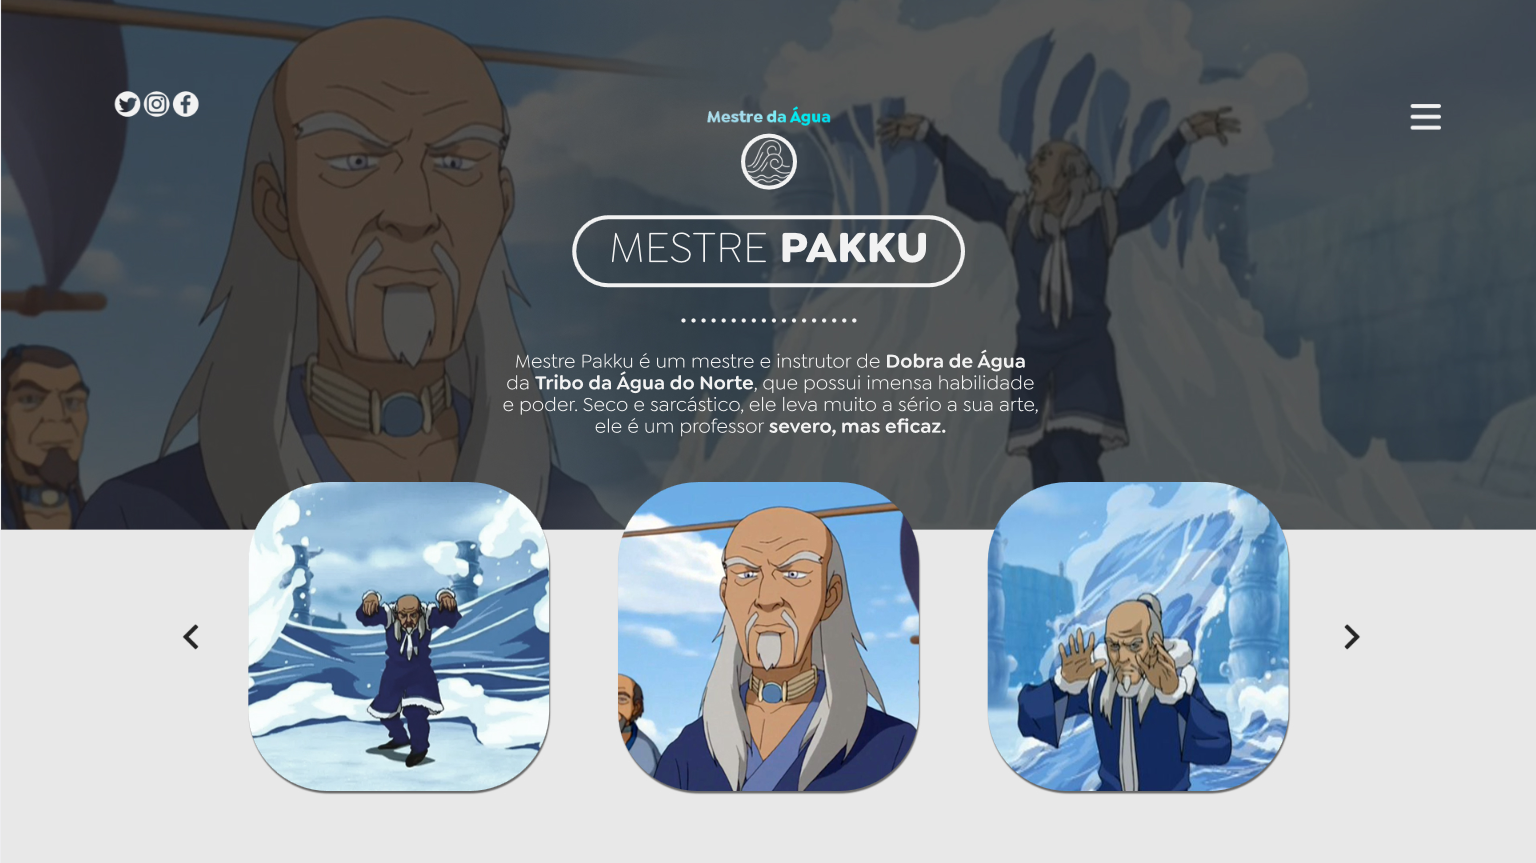 Mestre da Água
MESTRE PAKKU
Mestre Pakku é um mestre e instrutor de Dobra de Água
da Tribo da Água do Norte, que possui imensa habilidade
e poder. Seco e sarcástico, ele leva muito a sério a sua arte,
ele é um professor severo, mas eficaz.